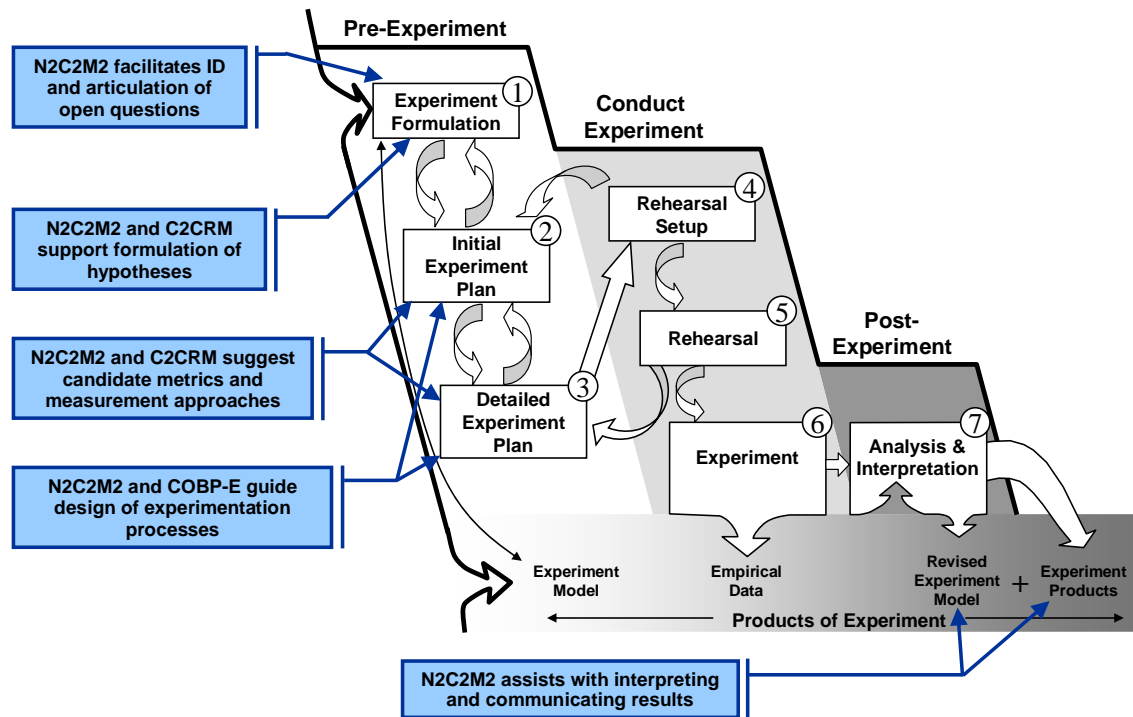 Pre-Experiment
N2C2M2 facilitates ID
and articulation of
open questions
1
Experiment
Formulation
Conduct
Experiment
4
Rehearsal
Setup
N2C2M2 and C2CRM
support formulation of
hypotheses
2
Initial
Experiment
Plan
5
Rehearsal
Post-
Experiment
N2C2M2 and C2CRM suggest
candidate metrics and
measurement approaches
3
Detailed
Experiment
Plan
6
Experiment
7
Analysis &
Interpretation
N2C2M2 and COBP-E guide
design of experimentation
processes
Experiment
Model
Empirical
Data
Revised
Experiment
Model
+
Experiment
Products
Products of Experiment
N2C2M2 assists with interpreting
and communicating results